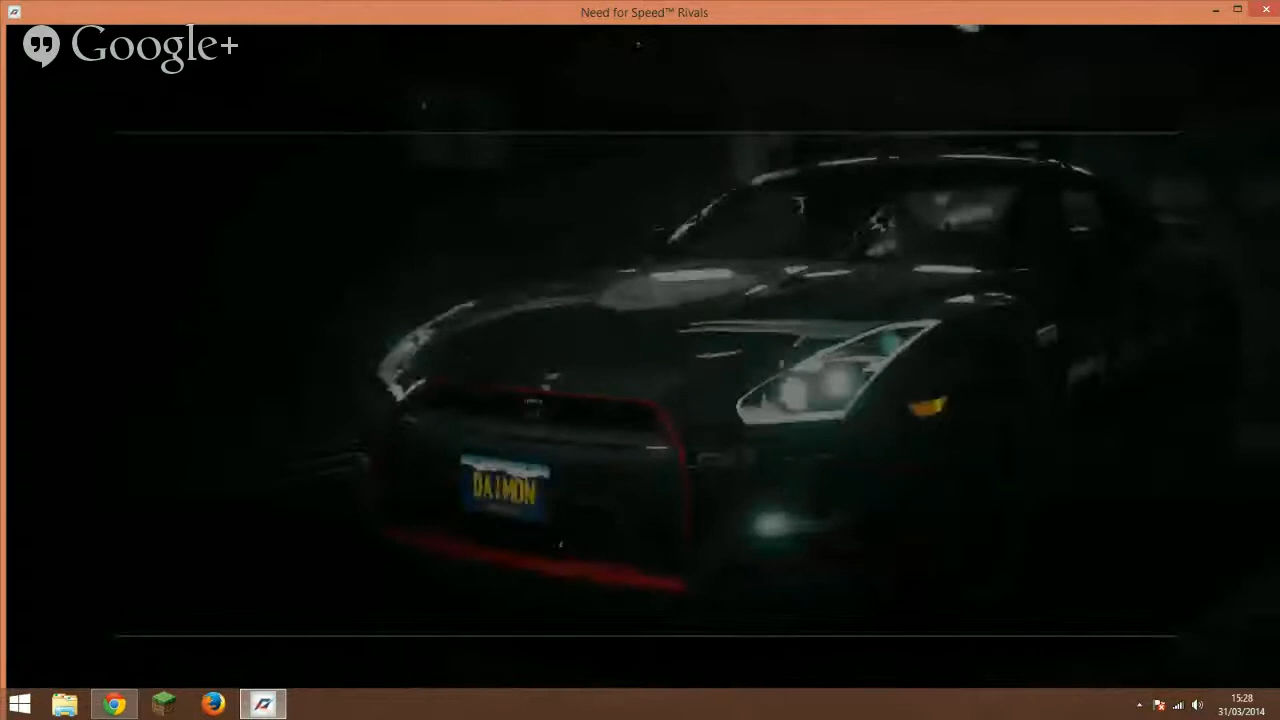 Need for Speed™ Rivals
Google+
DAIMON
15:28
31/03/2014